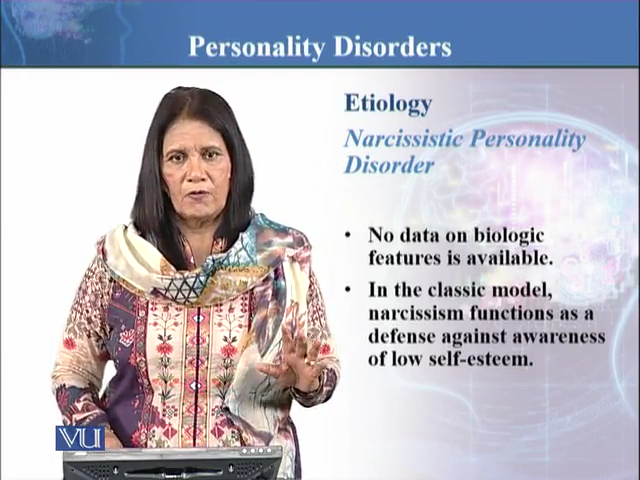 Personality Disorders
Etiology
Narcissistic Personality
Disorder
• No data on biologic
features is available.
• In the classic model,
narcissism functions as a
defense against awareness
of low self-esteem.
VU